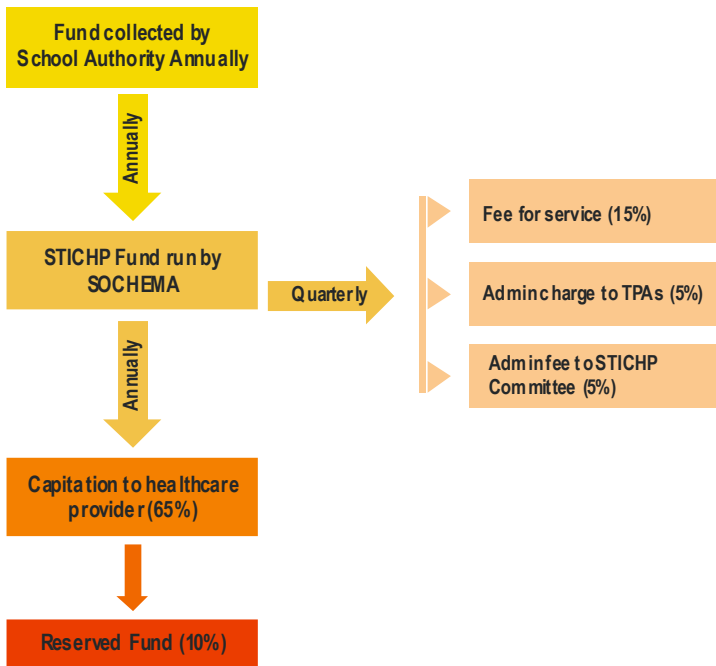 Fund collected by
School Authority Annually
Annually
STICHP Fund run by
SOCHEMA
Quarterly
Fee for service (15%)
Admin charge to TPAs (5%)
Admin fee to STICHP
Committee (5%)
Annually
Capitation to healthcare
provider (65%)
Reserved Fund (10%)